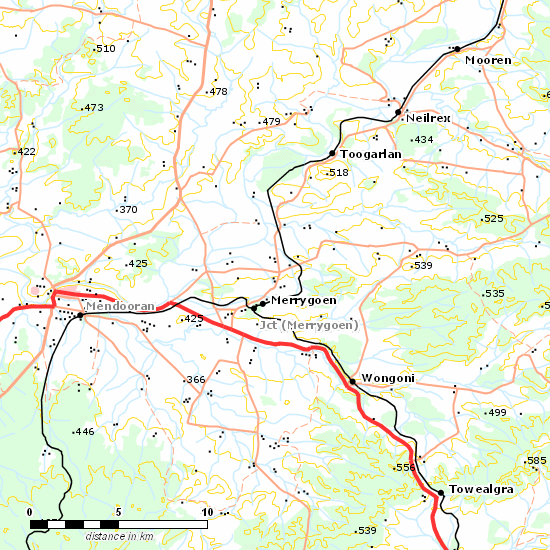 .510
Mooren
.478
.473
Neilrex
.479
.434
.422
Toogarlan
.518
.370
.525
.425
.539
.535
Merrygoen
Mendooran
.425
Jct (Merrygoen)
.366
Wongoni
.499
.446
.585
.556
Towealgra
0 5 10
distance in km
.539